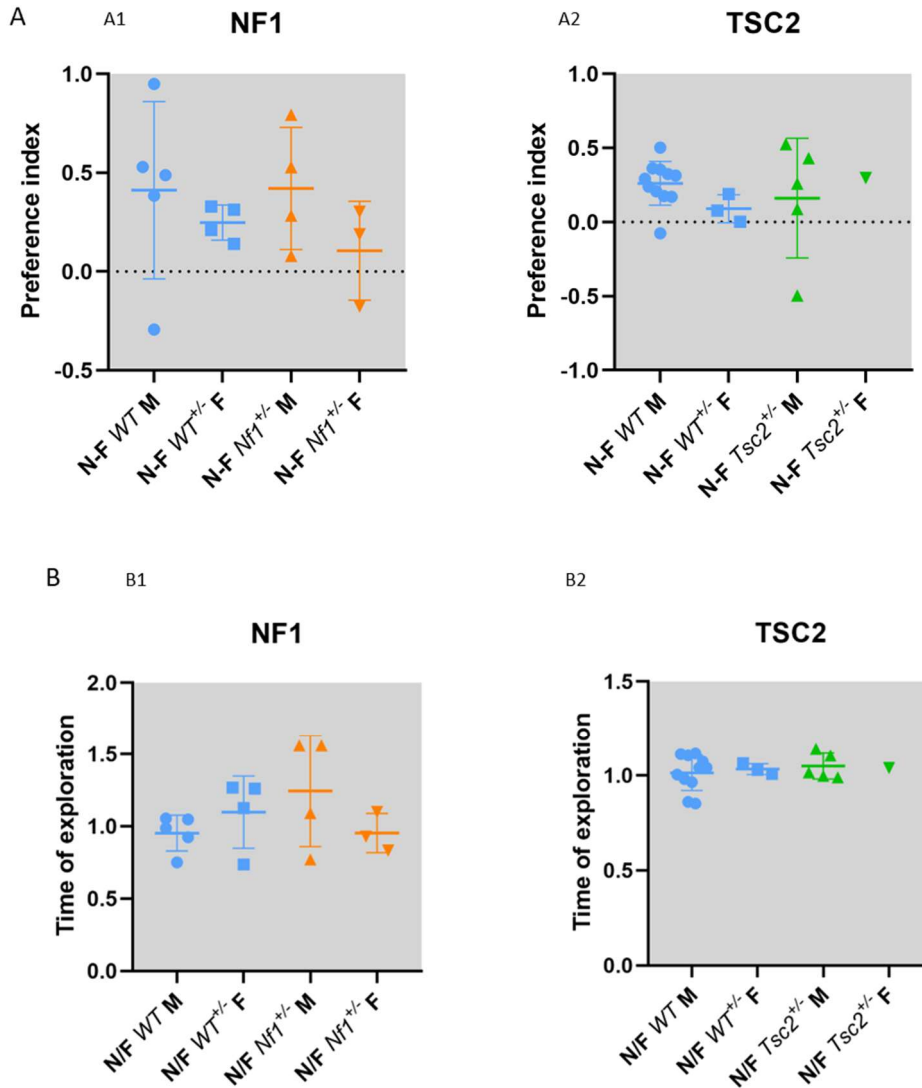 A
A1
NF1
A2
TSC2
Preference index
1.0
0.5
0.0
-0.5
N-F WT M
N-F WT+/- F
N-F Nf1+/- M
N-F Nf1+/- F
Preference index
1.0
0.5
0.0
-0.5
-1.0
N-F WT M
N-F WT+/- F
N-F Tsc2+/- M
N-F Tsc2+/- F
B
B1
NF1
B2
TSC2
Time of exploration
2.0
1.5
1.0
0.5
0.0
N/F WT M
N/F WT+/- F
N/F Nf1+/- M
N/F Nf1+/- F
Time of exploration
1.5
1.0
0.5
0.0
N/F WT M
N/F WT+/- F
N/F Tsc2+/- M
N/F Tsc2+/- F